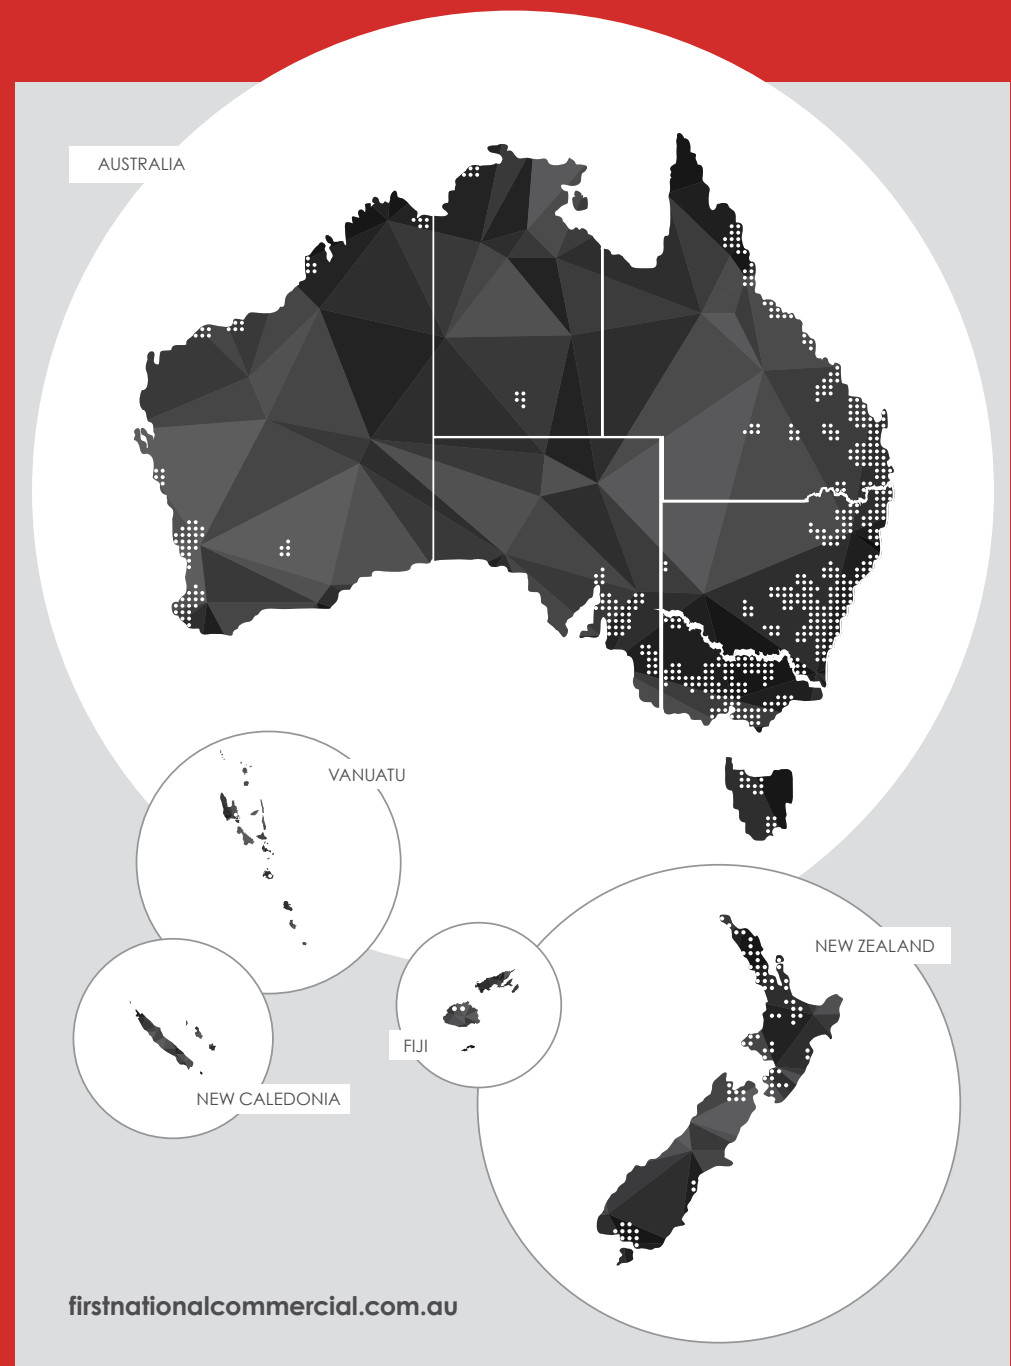 AUSTRALIA
VANUATU
NEW ZEALAND
FIJI
NEW CALEDONIA
firstnationalcommercial.com.au